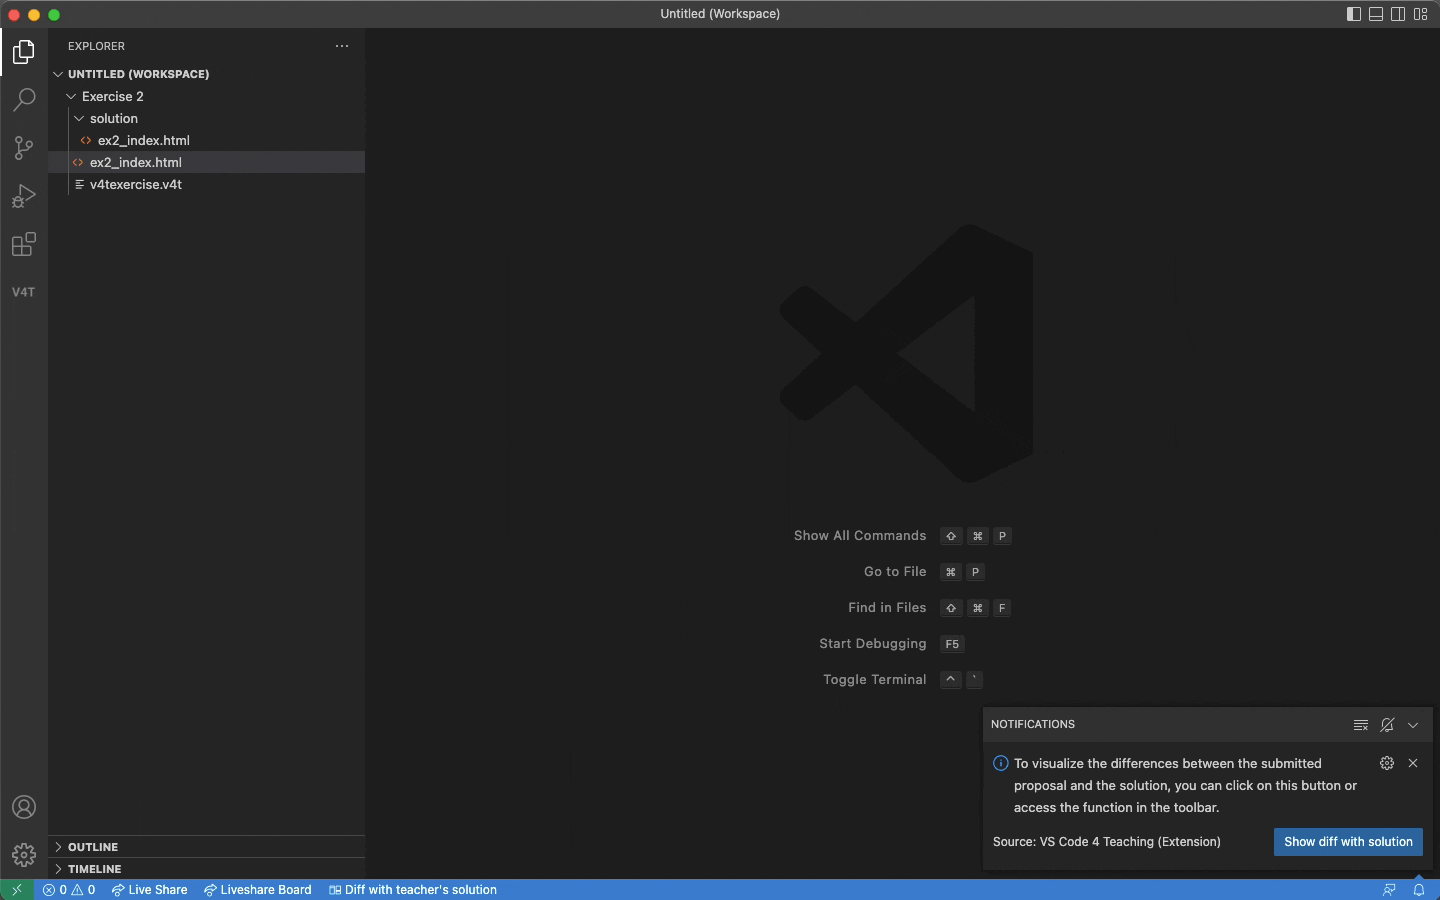 Untitled (Workspace)
EXPLORER
UNTITLED (WORKSPACE)
Exercise 2
solution
ex2_index.html
ex2_index.html
v4texercise.v4t
V4T
Show All Commands ⇧ ⌘ P
Go to File ⌘ P
Find in Files ⇧ ⌘ F
Start Debugging F5
Toggle Terminal ^ `
NOTIFICATIONS
To visualize the differences between the submitted
proposal and the solution, you can click on this button or
access the function in the toolbar.
Source: VS Code 4 Teaching (Extension)
Show diff with solution
OUTLINE
TIMELINE
0 0 Live Share Liveshare Board Diff with teacher's solution